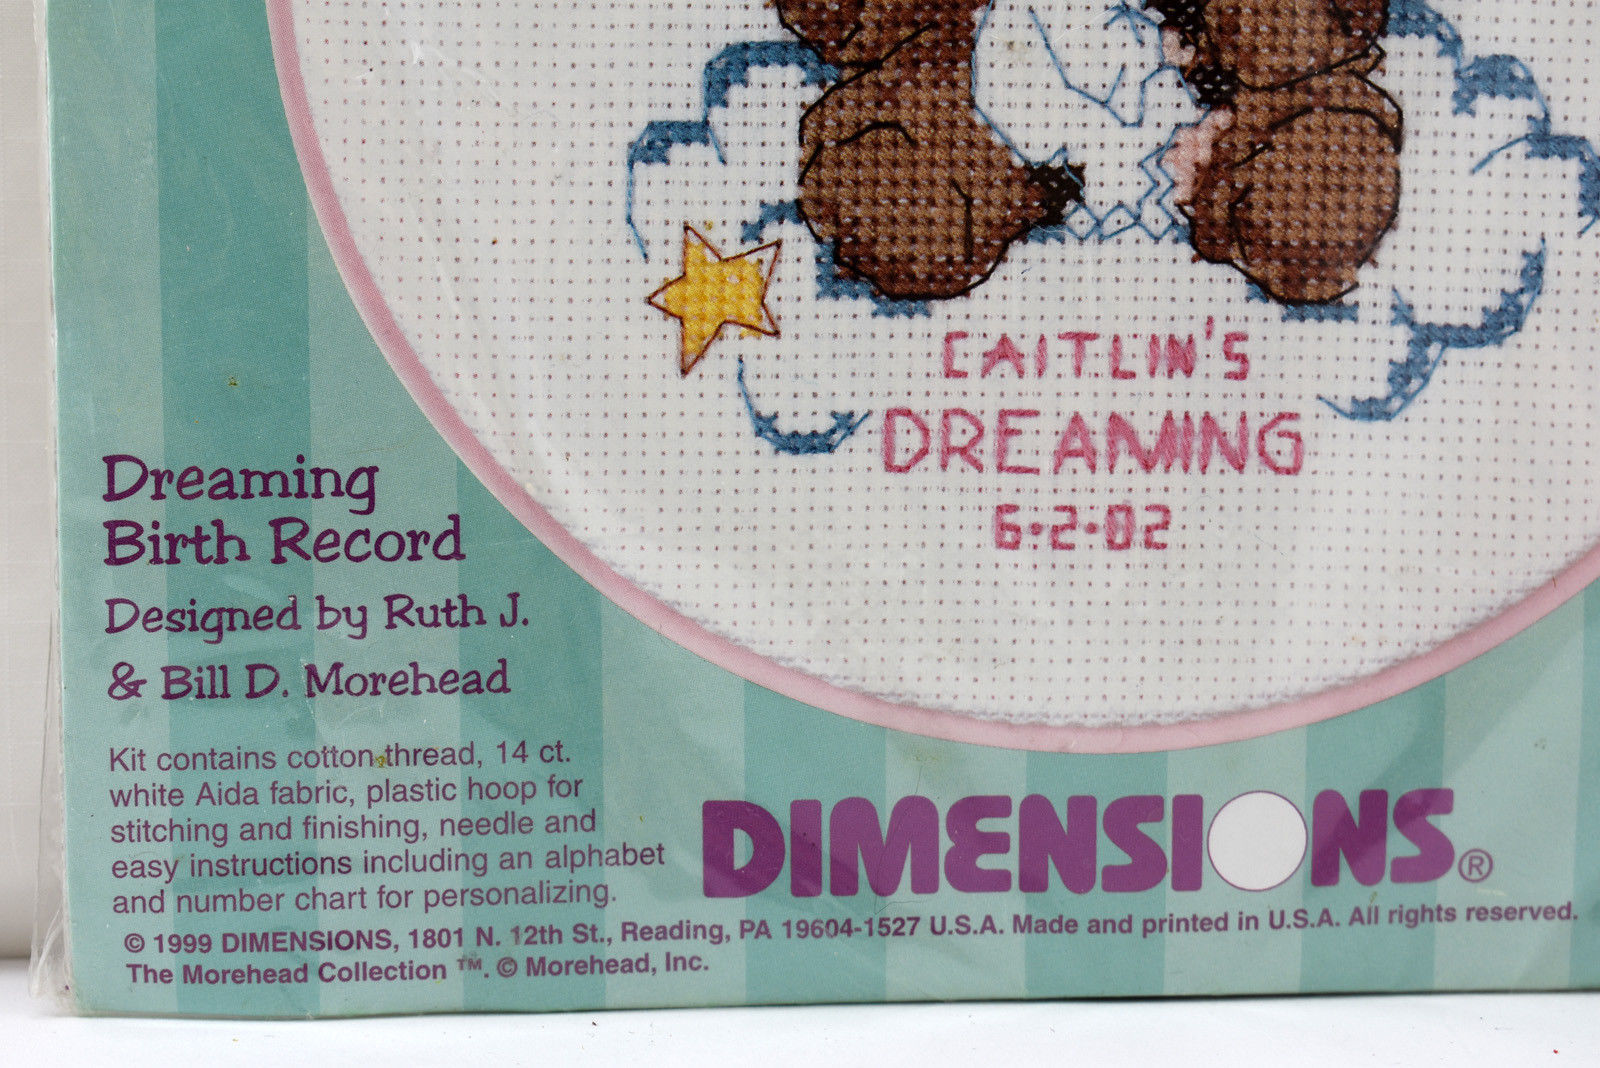 CAITLIN'S
DREAMING
6·2·02
Dreaming
Birth Record
Designed by Ruth J.
& Bill D. Morehead
Kit contains cotton thread, 14 ct.
white Aida fabric, plastic hoop for
stitching and finishing, needle and
easy instructions including an alphabet
and number chart for personalizing.
DIMENSIONS®
© 1999 DIMENSIONS, 1801 N. 12th St., Reading, PA 19604-1527 U.S.A. Made and printed in U.S.A. All rights reserved.
The Morehead Collection ™. © Morehead, Inc.